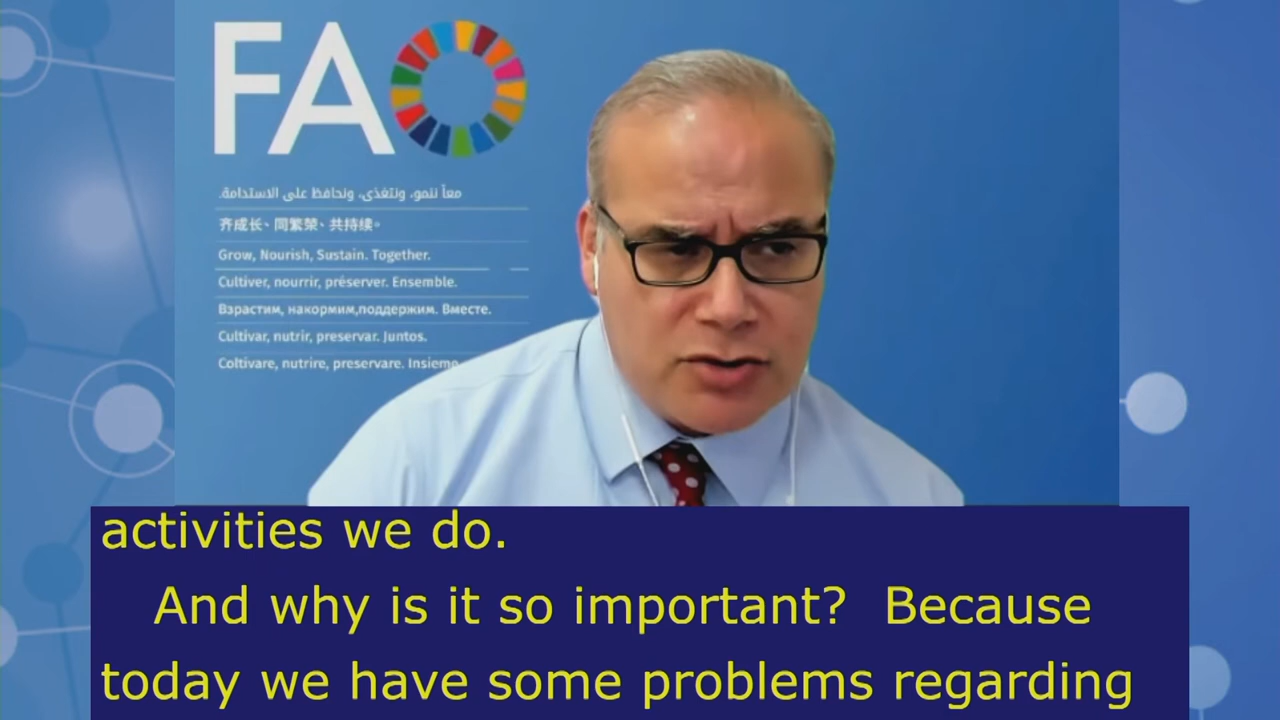 FAO
معاً ننمو، ونتغذى، ونحافظ على الاستدامة.
齐成长、同繁荣、共持续。
Grow, Nourish, Sustain. Together.
Cultiver, nourrir, préserver. Ensemble.
Взрастим, накормим,поддержим. Вместе.
Cultivar, nutrir, preservar. Juntos.
Coltivare, nutrire, preservare. Insieme
activities we do.
And why is it so important? Because
today we have some problems regarding